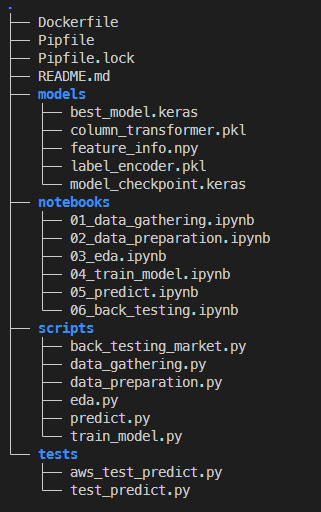 .
├── Dockerfile
├── Pipfile
├── Pipfile.lock
├── README.md
├── models
│   ├── best_model.keras
│   ├── column_transformer.pkl
│   ├── feature_info.npy
│   ├── label_encoder.pkl
│   └── model_checkpoint.keras
├── notebooks
│   ├── 01_data_gathering.ipynb
│   ├── 02_data_preparation.ipynb
│   ├── 03_eda.ipynb
│   ├── 04_train_model.ipynb
│   ├── 05_predict.ipynb
│   └── 06_back_testing.ipynb
├── scripts
│   ├── back_testing_market.py
│   ├── data_gathering.py
│   ├── data_preparation.py
│   ├── eda.py
│   ├── predict.py
│   └── train_model.py
└── tests
    ├── aws_test_predict.py
    └── test_predict.py